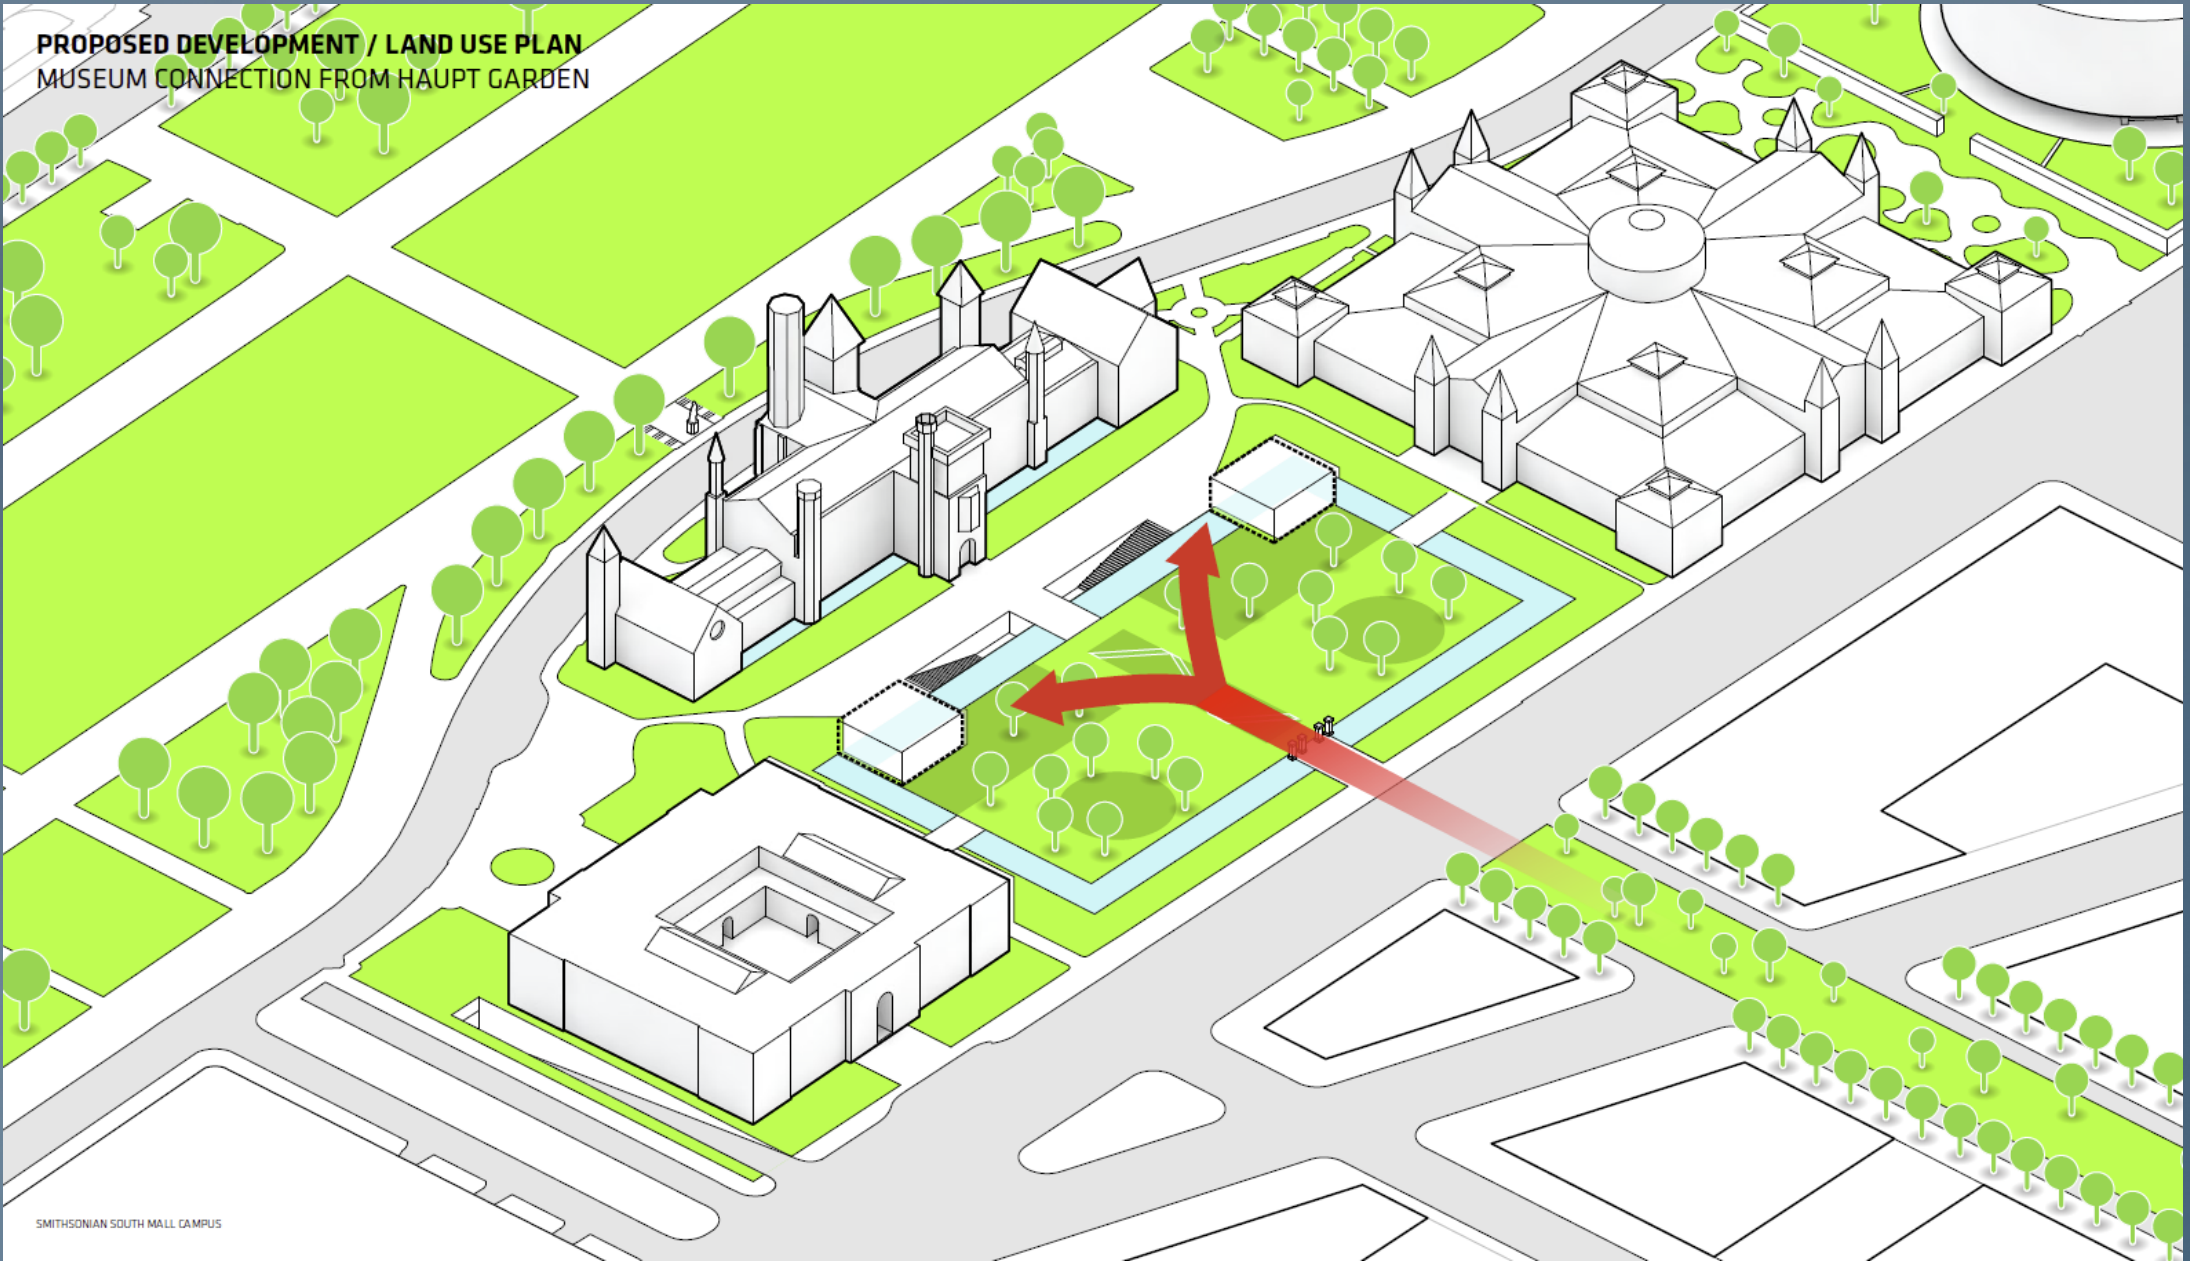 PROPOSED DEVELOPMENT / LAND USE PLAN
MUSEUM CONNECTION FROM HAUPT GARDEN
SMITHSONIAN SOUTH MALL CAMPUS